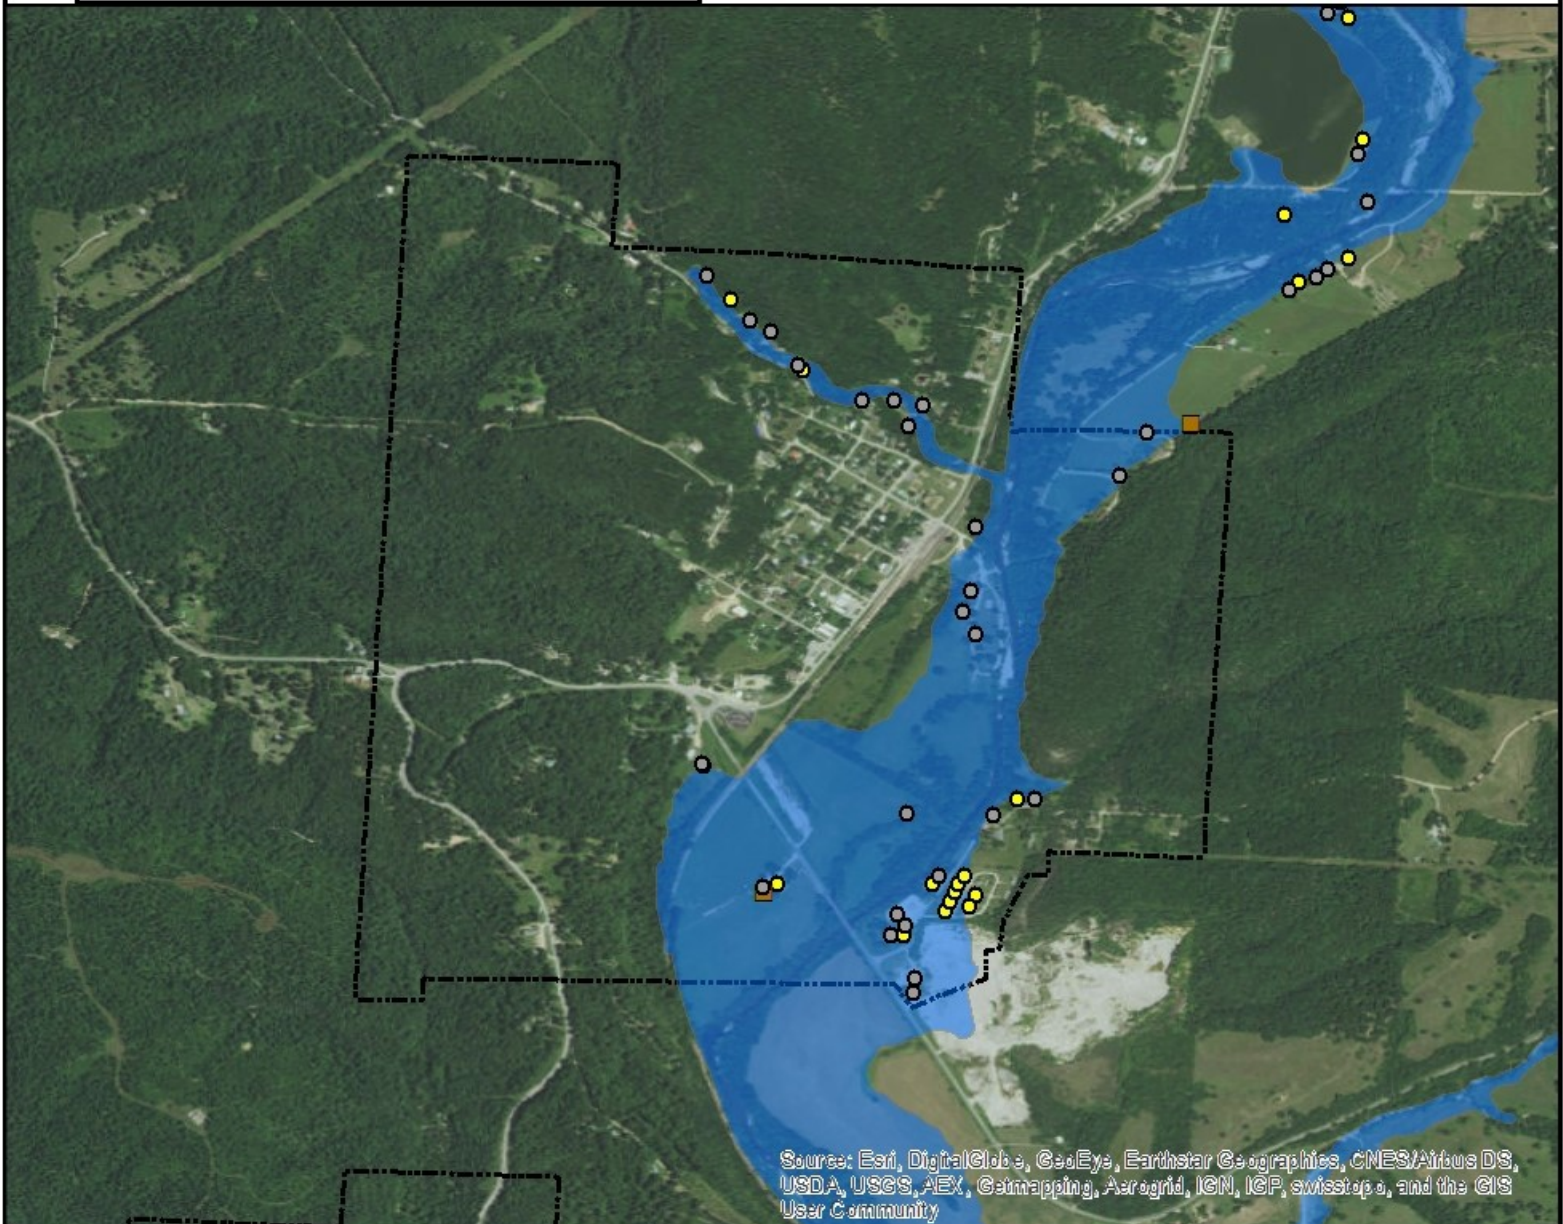 Source: Esri, DigitalGlobe, GeoEye, Earthstar Geographics, CNES/Airbus DS,
USDA, USGS, AEX, Getmapping, Aerogrid, IGN, IGP, swisstopo, and the GIS
User Community